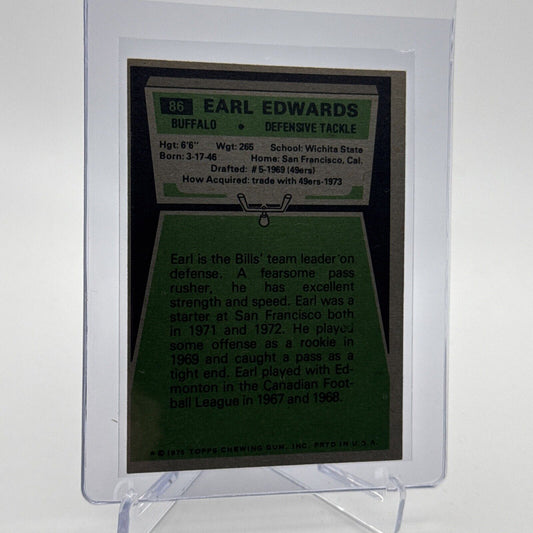 86 EARL EDWARDS
BUFFALO • DEFENSIVE TACKLE
Hgt: 6'6" Wgt: 265 School: Wichita State
Born: 3-17-46 Home: San Francisco, Cal.
Drafted: #5-1969 (49ers)
How Acquired: trade with 49ers-1973
Earl is the Bills' team leader on
defense. A fearsome pass
rusher, he has excellent
strength and speed. Earl was a
starter at San Francisco both
in 1971 and 1972. He played
some offense as a rookie in
1969 and caught a pass as a
tight end. Earl played with Ed-
monton in the Canadian Foot-
ball League in 1967 and 1968.
* © 1975 TOPPS CHEWING GUM, INC. PRTD IN U.S.A.